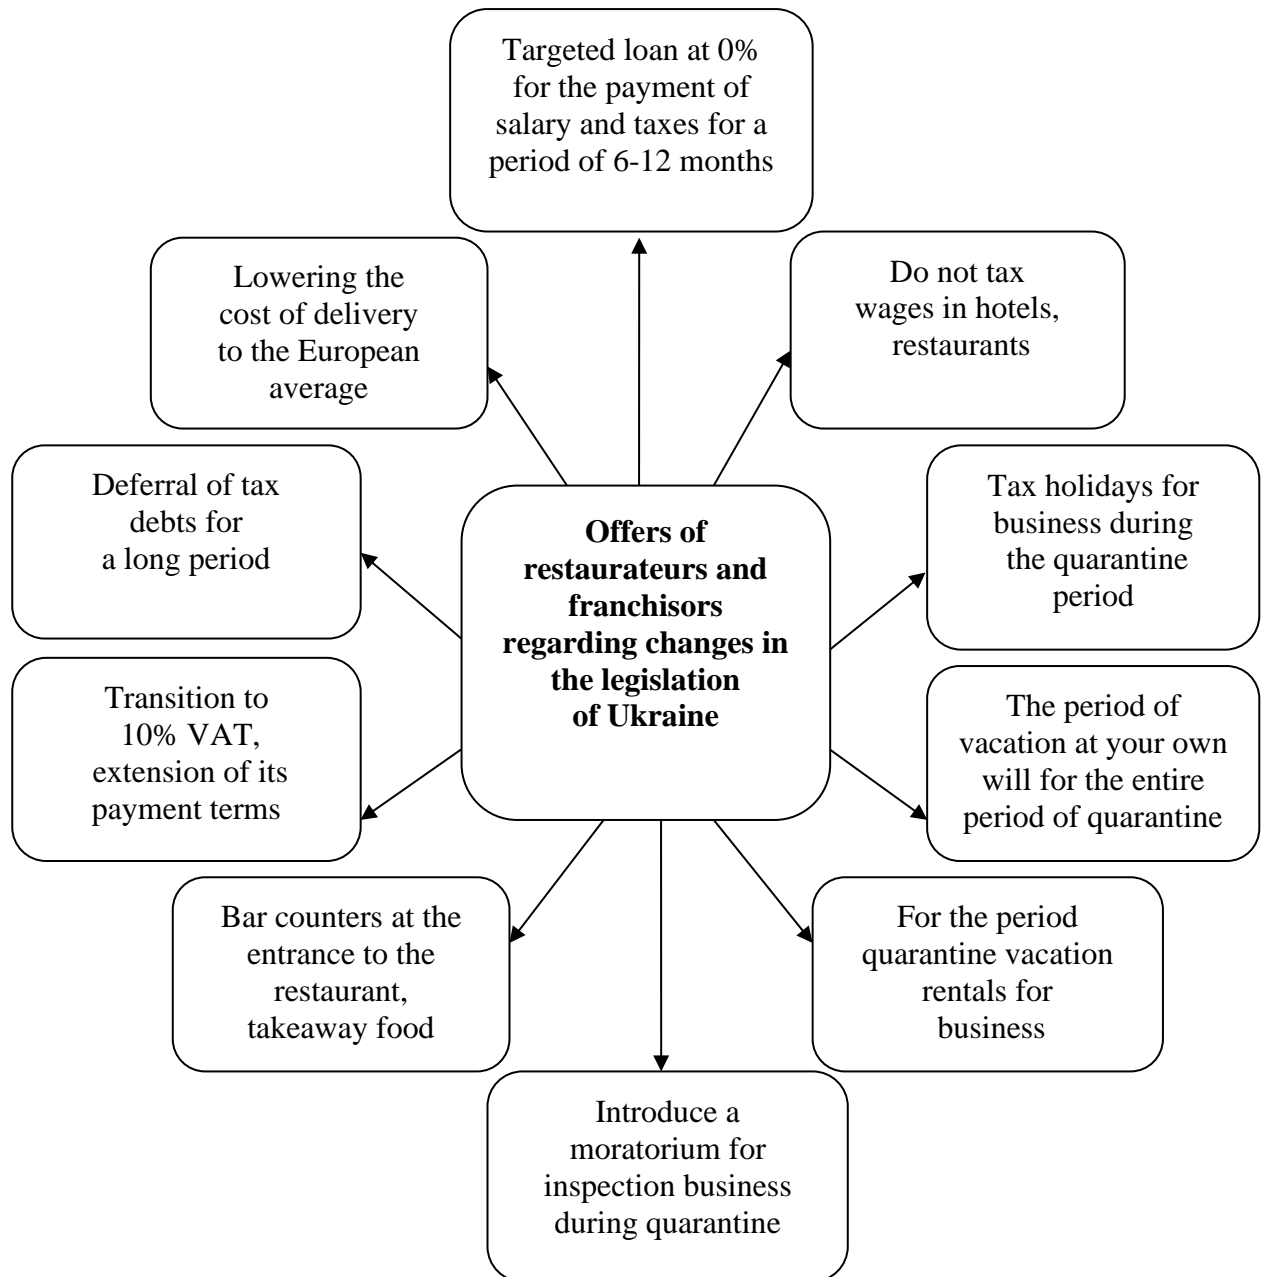 Targeted loan at 0%
for the payment of
salary and taxes for a
period of 6-12 months
Lowering the
cost of delivery
to the European
average
Do not tax
wages in hotels,
restaurants
Deferral of tax
debts for
a long period
Offers of
restaurateurs and
franchisors
regarding changes in
the legislation
of Ukraine
Tax holidays for
business during
the quarantine
period
Transition to
10% VAT,
extension of its
payment terms
The period of
vacation at your own
will for the entire
period of quarantine
Bar counters at the
entrance to the
restaurant,
takeaway food
For the period
quarantine vacation
rentals for
business
Introduce a
moratorium for
inspection business
during quarantine